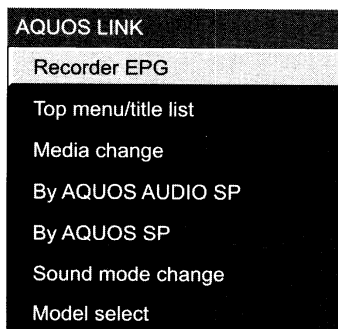 AQUOS LINK
Recorder EPG
Top menu/title list
Media change
By AQUOS AUDIO SP
By AQUOS SP
Sound mode change
Model select